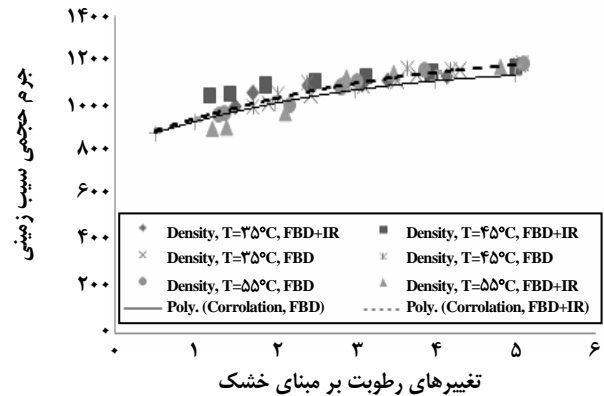 ۱۴۰۰
۱۲۰۰
۱۰۰۰
۸۰۰
۶۰۰
۴۰۰
۲۰۰
۰
جرم حجمی سیب زمینی
Density, T=۳۵°C, FBD+IR
Density, T=۴۵°C, FBD+IR
Density, T=۳۵°C, FBD
Density, T=۴۵°C, FBD
Density, T=۵۵°C, FBD
Density, T=۵۵°C, FBD+IR
Poly. (Corrolation, FBD)
Poly. (Corrolation, FBD+IR)
۰ ۱ ۲ ۳ ۴ ۵ ۶
تغییرهای رطوبت بر مبنای خشک